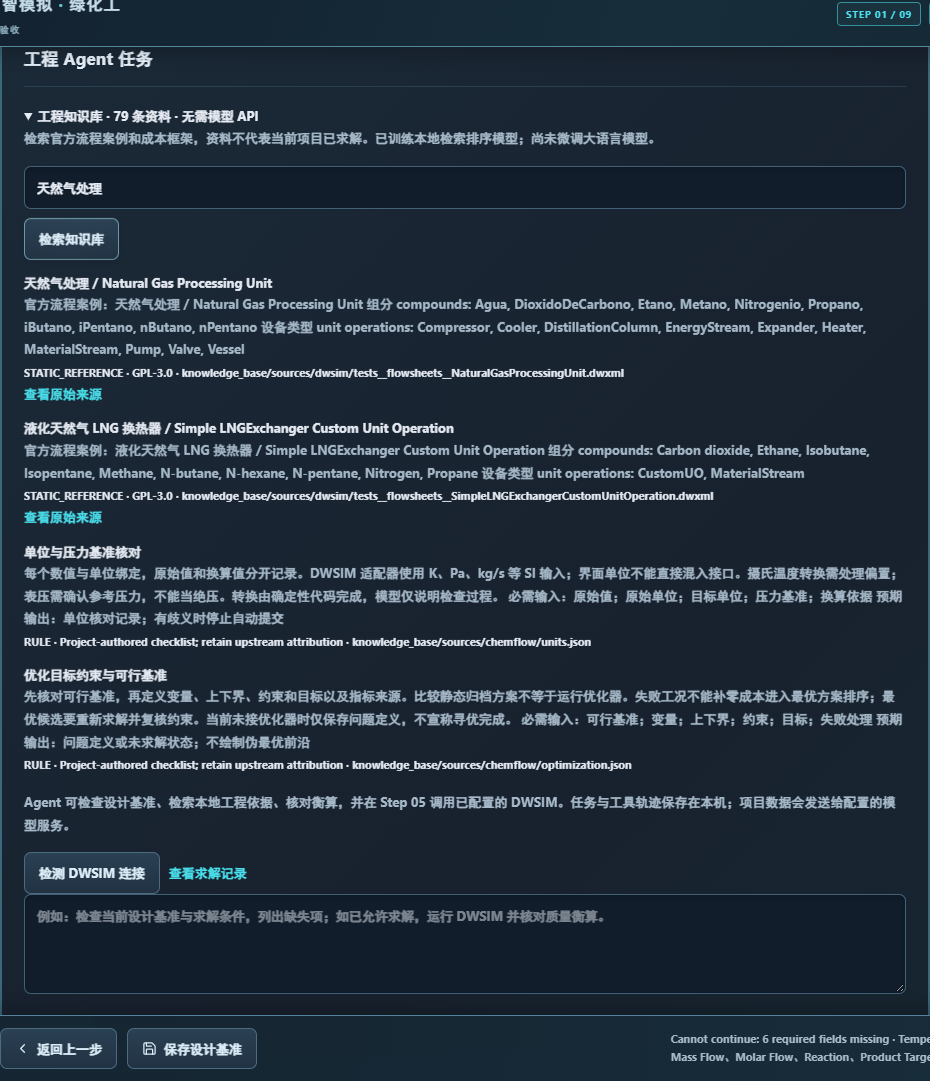 智模拟 · 绿化工
STEP 01 / 09
验收
工程 Agent 任务
▼ 工程知识库 · 79 条资料 · 无需模型 API
检索官方流程案例和成本框架，资料不代表当前项目已求解。已训练本地检索排序模型；尚未微调大语言模型。
天然气处理
检索知识库
天然气处理 / Natural Gas Processing Unit
官方流程案例：天然气处理 / Natural Gas Processing Unit 组分 compounds: Agua, DioxidoDeCarbono, Etano, Metano, Nitrogenio, Propano,
iButano, iPentano, nButano, nPentano 设备类型 unit operations: Compressor, Cooler, DistillationColumn, EnergyStream, Expander, Heater,
MaterialStream, Pump, Valve, Vessel
STATIC_REFERENCE · GPL-3.0 · knowledge_base/sources/dwsim/tests__flowsheets__NaturalGasProcessingUnit.dwxml
查看原始来源
液化天然气 LNG 换热器 / Simple LNGExchanger Custom Unit Operation
官方流程案例：液化天然气 LNG 换热器 / Simple LNGExchanger Custom Unit Operation 组分 compounds: Carbon dioxide, Ethane, Isobutane,
Isopentane, Methane, N-butane, N-hexane, N-pentane, Nitrogen, Propane 设备类型 unit operations: CustomUO, MaterialStream
STATIC_REFERENCE · GPL-3.0 · knowledge_base/sources/dwsim/tests__flowsheets__SimpleLNGExchangerCustomUnitOperation.dwxml
查看原始来源
单位与压力基准核对
每个数值与单位绑定，原始值和换算值分开记录。DWSIM 适配器使用 K、Pa、kg/s 等 SI 输入；界面单位不能直接混入接口。摄氏温度转换需处理偏置；
表压需确认参考压力，不能当绝压。转换由确定性代码完成，模型仅说明检查过程。 必需输入：原始值；原始单位；目标单位；压力基准；换算依据 预期
输出：单位核对记录；有歧义时停止自动提交
RULE · Project-authored checklist; retain upstream attribution · knowledge_base/sources/chemflow/units.json
优化目标约束与可行基准
先核对可行基准，再定义变量、上下界、约束和目标以及指标来源。比较静态归档方案不等于运行优化器。失败工况不能补零成本进入最优方案排序；最
优候选要重新求解并复核约束。当前未接优化器时仅保存问题定义，不宣称寻优完成。 必需输入：可行基准；变量；上下界；约束；目标；失败处理 预期
输出：问题定义或未求解状态；不绘制伪最优前沿
RULE · Project-authored checklist; retain upstream attribution · knowledge_base/sources/chemflow/optimization.json
Agent 可检查设计基准、检索本地工程依据、核对衡算，并在 Step 05 调用已配置的 DWSIM。任务与工具轨迹保存在本机；项目数据会发送给配置的模
型服务。
检测 DWSIM 连接 查看求解记录
例如：检查当前设计基准与求解条件，列出缺失项；如已允许求解，运行 DWSIM 并核对质量衡算。
返回上一步 保存设计基准
Cannot continue: 6 required fields missing · Tempe
Mass Flow、Molar Flow、Reaction、Product Targe